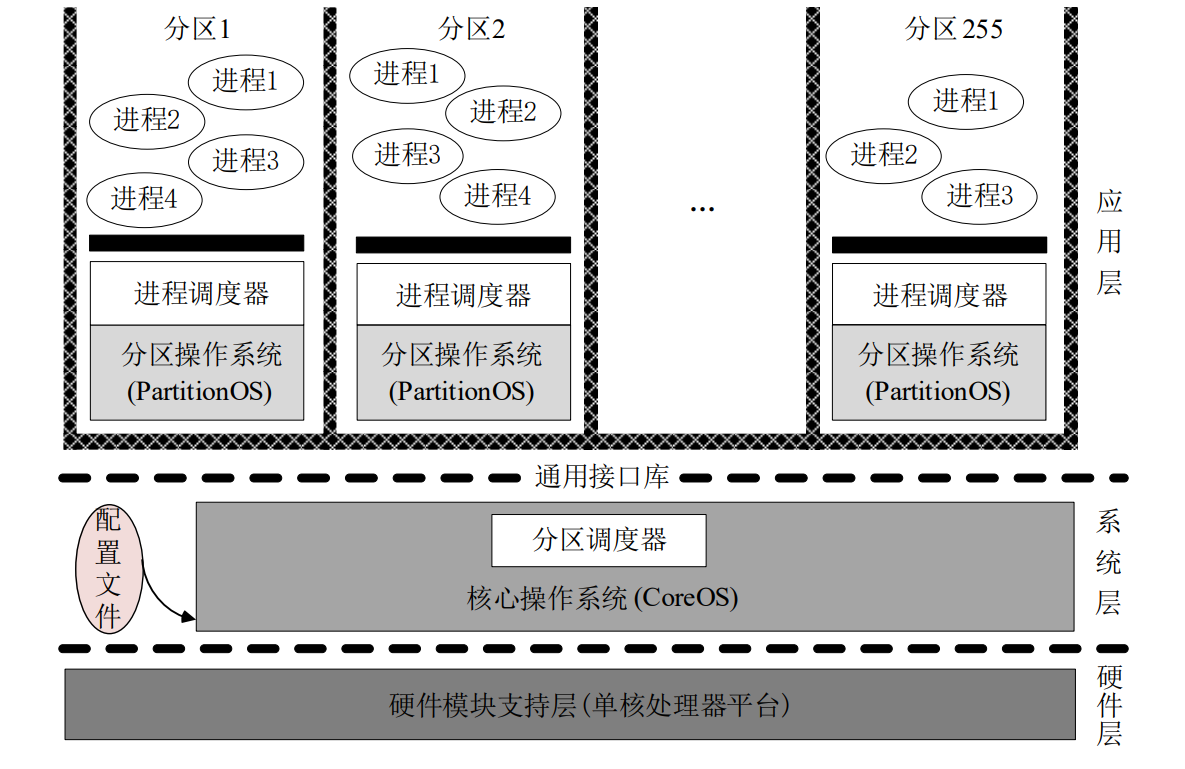 分区1
进程1
进程2
进程3
进程4
进程调度器
分区操作系统
(PartitionOS)
分区2
进程1
进程2
进程3
进程4
进程调度器
分区操作系统
(PartitionOS)
...
分区255
进程1
进程2
进程3
进程调度器
分区操作系统
(PartitionOS)
应用层
通用接口库
配置文件
分区调度器
核心操作系统(CoreOS)
系统层
硬件模块支持层(单核处理器平台)
硬件层